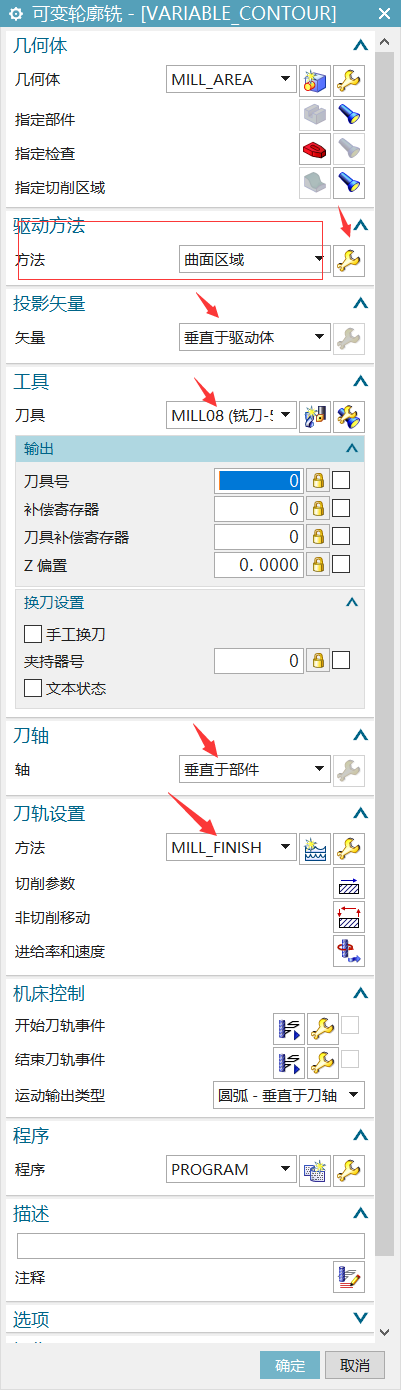 可变轮廓铣 - [VARIABLE_CONTOUR]
几何体
几何体 MILL_AREA
指定部件
指定检查
指定切削区域
驱动方法
方法 曲面区域
投影矢量
矢量 垂直于驱动体
工具
刀具 MILL08 (铣刀-5
输出
刀具号 0
补偿寄存器 0
刀具补偿寄存器 0
Z 偏置 0.0000
换刀设置
手工换刀
夹持器号 0
文本状态
刀轴
轴 垂直于部件
刀轨设置
方法 MILL_FINISH
切削参数
非切削移动
进给率和速度
机床控制
开始刀轨事件
结束刀轨事件
运动输出类型 圆弧 - 垂直于刀轴
程序
程序 PROGRAM
描述
注释
选项
确定 取消